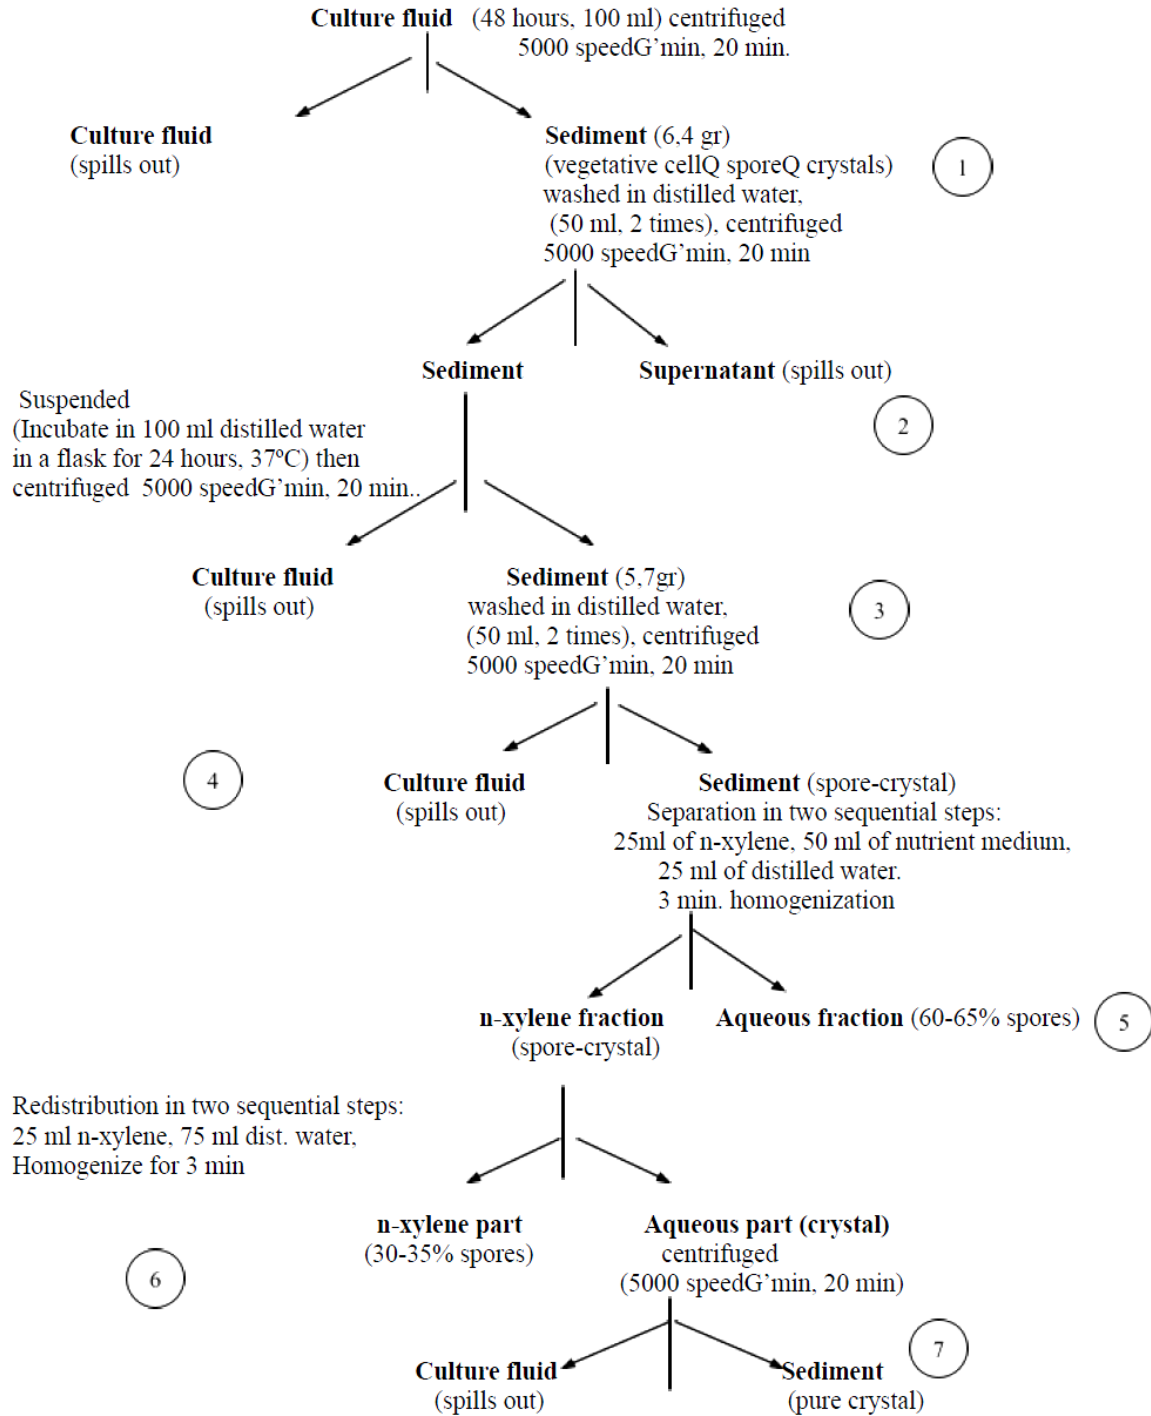 Culture fluid (48 hours, 100 ml) centrifuged
5000 speedG’min, 20 min.
Culture fluid
(spills out)
Sediment (6,4 gr)
(vegetative cellQ sporeQ crystals)
washed in distilled water,
(50 ml, 2 times), centrifuged
5000 speedG’min, 20 min
1
Sediment
Supernatant (spills out)
2
Suspended
(Incubate in 100 ml distilled water
in a flask for 24 hours, 37ºC) then
centrifuged 5000 speedG’min, 20 min..
Culture fluid
(spills out)
Sediment (5,7gr)
washed in distilled water,
(50 ml, 2 times), centrifuged
5000 speedG’min, 20 min
3
4
Culture fluid
(spills out)
Sediment (spore-crystal)
Separation in two sequential steps:
25ml of n-xylene, 50 ml of nutrient medium,
25 ml of distilled water.
3 min. homogenization
n-xylene fraction
(spore-crystal)
Aqueous fraction (60-65% spores)
5
Redistribution in two sequential steps:
25 ml n-xylene, 75 ml dist. water,
Homogenize for 3 min
n-xylene part
(30-35% spores)
Aqueous part (crystal)
centrifuged
(5000 speedG’min, 20 min)
6
Culture fluid
(spills out)
Sediment
(pure crystal)
7